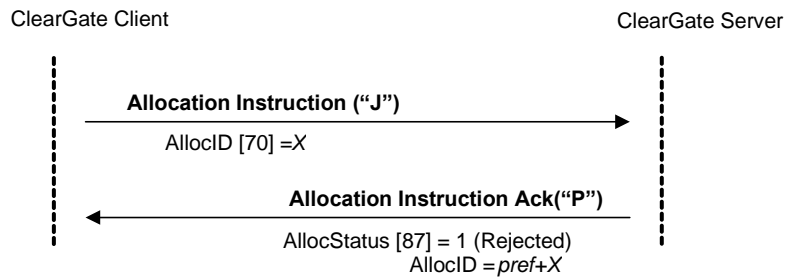 ClearGate Client
ClearGate Server
Allocation Instruction (“J”)
AllocID [70] =X
Allocation Instruction Ack(“P”)
AllocStatus [87] = 1 (Rejected)
AllocID =pref+X